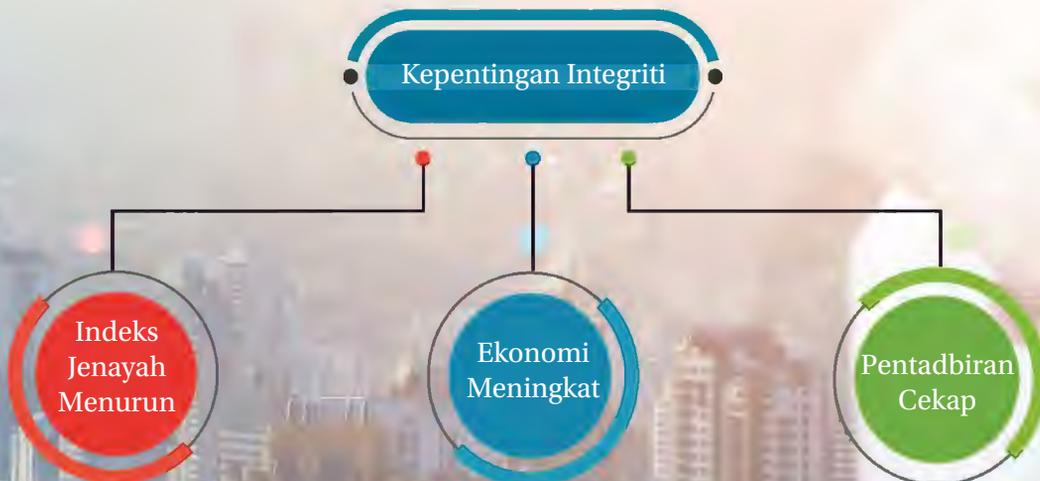 Kepentingan Integriti
Indeks
Jenayah
Menurun
Ekonomi
Meningkat
Pentadbiran
Cekap